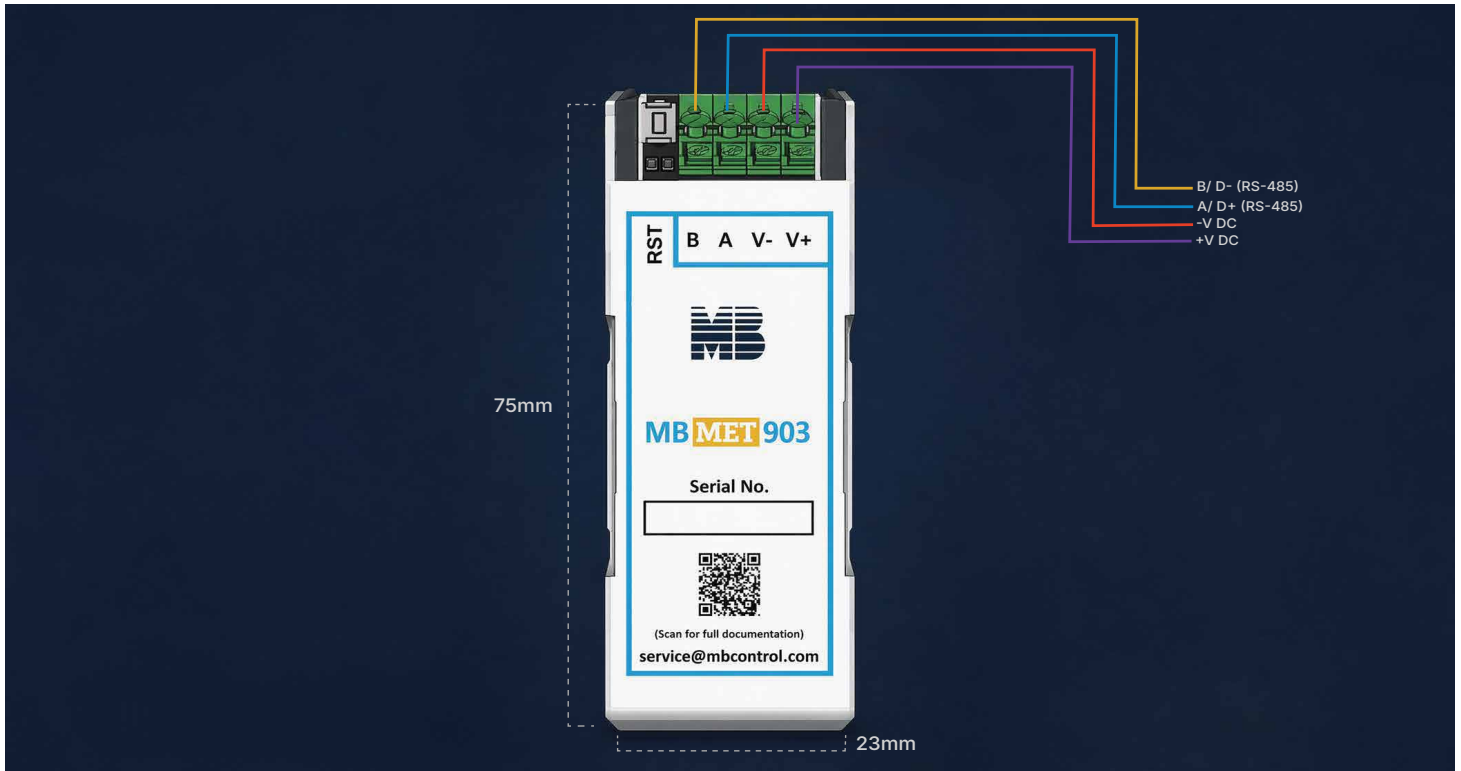 B/ D- (RS-485)
A/ D+ (RS-485)
-V DC
+V DC
RST
B A V- V+
MB
75mm
MB MET 903
Serial No.
(Scan for full documentation)
service@mbcontrol.com
23mm